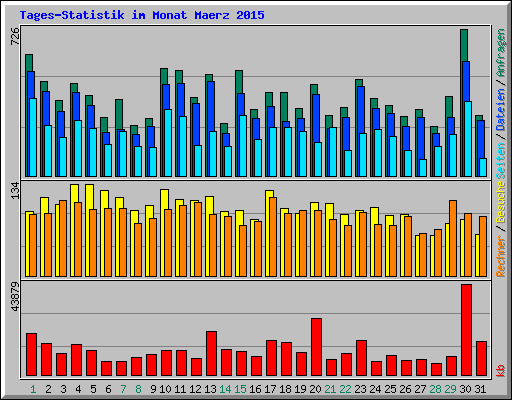 Tages-Statistik im Monat Maerz 2015
726
134
43879
Rechner / Besuche Seiten / Dateien / Anfragen
kb
1 2 3 4 5 6 7 8 9 10 11 12 13 14 15 16 17 18 19 20 21 22 23 24 25 26 27 28 29 30 31